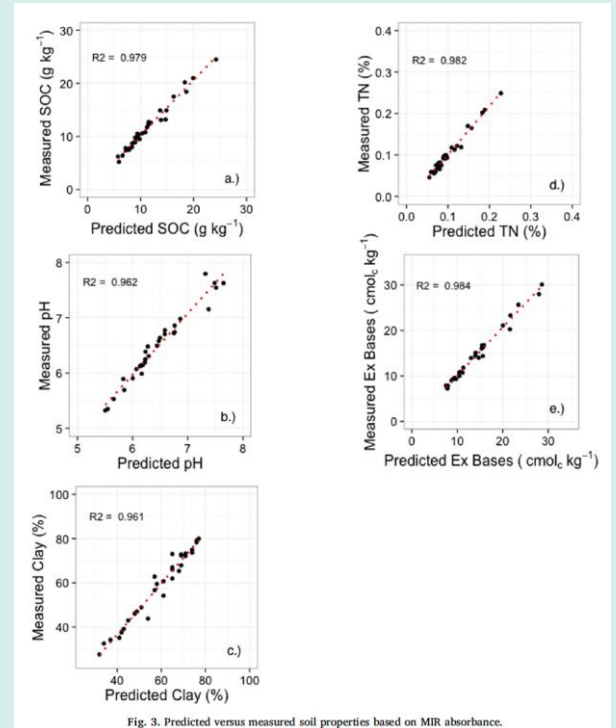 30
20
10
0
Measured SOC (g kg⁻¹)
R2 = 0.979
a.)
0 10 20 30
Predicted SOC (g kg⁻¹)
8
7
6
5
Measured pH
R2 = 0.962
b.)
5 6 7 8
Predicted pH
100
80
60
40
Measured Clay (%)
R2 = 0.961
c.)
40 60 80 100
Predicted Clay (%)
0.4
0.3
0.2
0.1
0.0
Measured TN (%)
R2 = 0.982
d.)
0.0 0.1 0.2 0.3 0.4
Predicted TN (%)
40
30
20
10
0
Measured Ex Bases ( cmolc kg⁻¹)
R2 = 0.984
e.)
0 10 20 30 40
Predicted Ex Bases ( cmolc kg⁻¹)
Fig. 3. Predicted versus measured soil properties based on MIR absorbance.